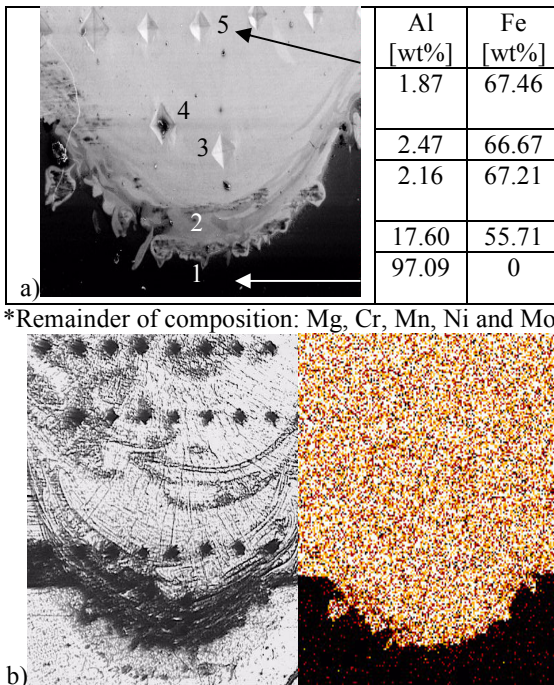 Al Fe
[wt%] [wt%]
5
1.87 67.46
4
3
2.47 66.67
2.16 67.21
2
17.60 55.71
1
97.09 0
a)
*Remainder of composition: Mg, Cr, Mn, Ni and Mo
b)